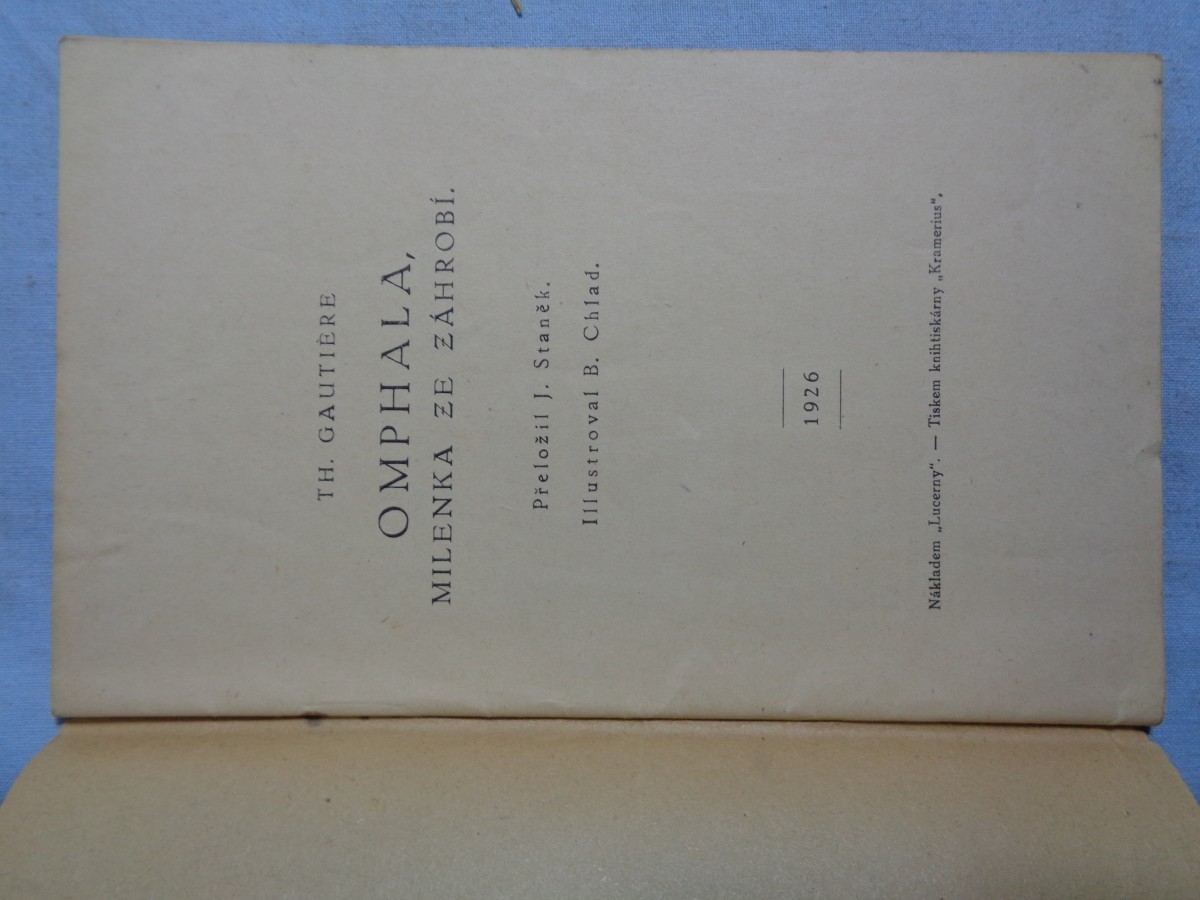 TH. GAUTIÈRE
OMPHALA,
MILENKA ZE ZÁHROBÍ.
Přeložil J. Staněk.
Illustroval B. Chlad.
1926
Nákladem „Lucerny“. — Tiskem knihtiskárny „Kramerius“.